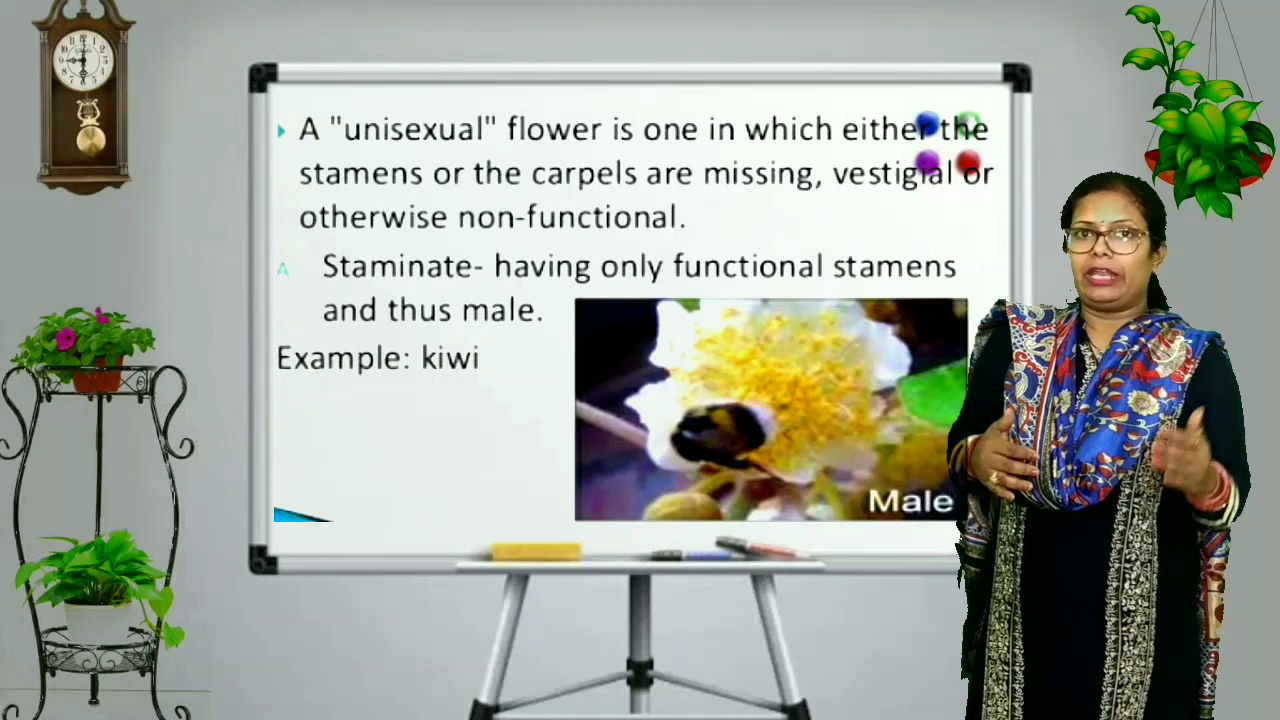 A "unisexual" flower is one in which either the
stamens or the carpels are missing, vestigial or
otherwise non-functional.
A Staminate- having only functional stamens
and thus male.
Example: kiwi
Male